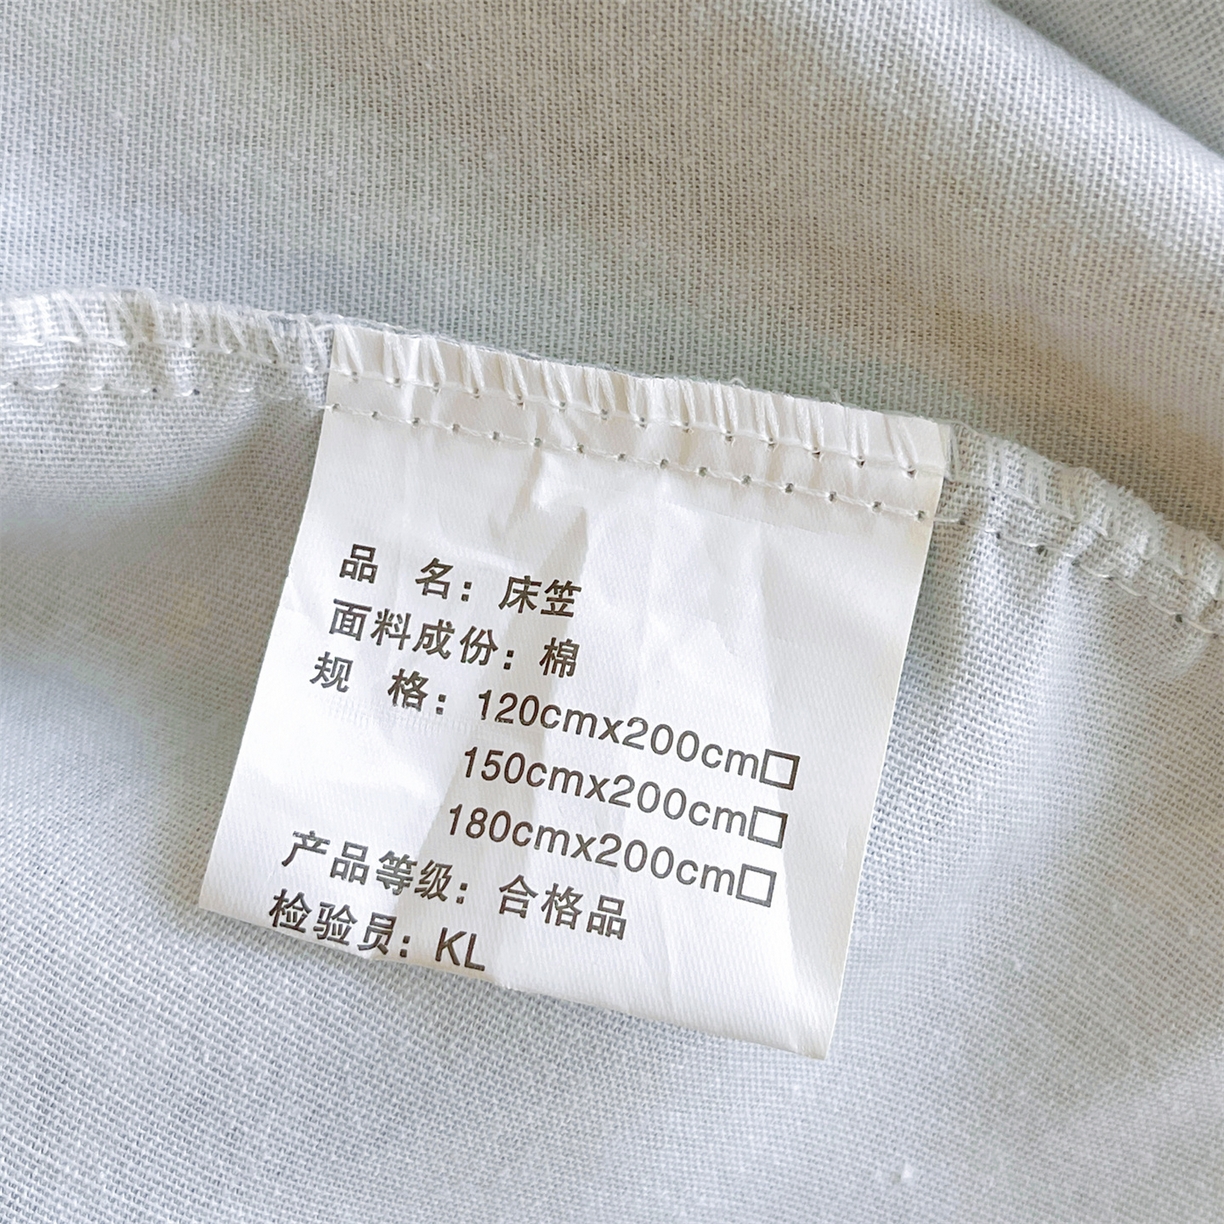 品 名：床笠
面料成份：棉
规 格：120cmx200cm□
150cmx200cm□
180cmx200cm□
产品等级：合格品
检验员：KL